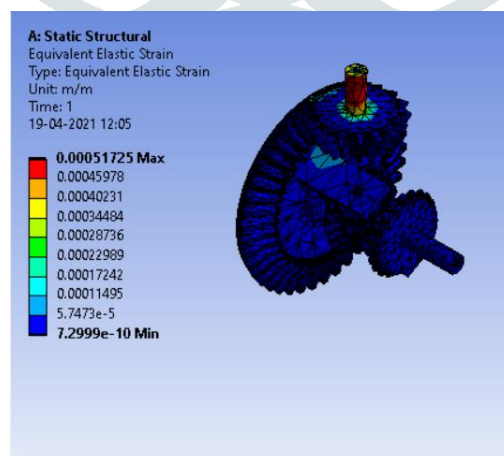 A: Static Structural
Equivalent Elastic Strain
Type: Equivalent Elastic Strain
Unit: m/m
Time: 1
19-04-2021 12:05
0.00051725 Max
0.00045978
0.00040231
0.00034484
0.00028736
0.00022989
0.00017242
0.00011495
5.7473e-5
7.2999e-10 Min